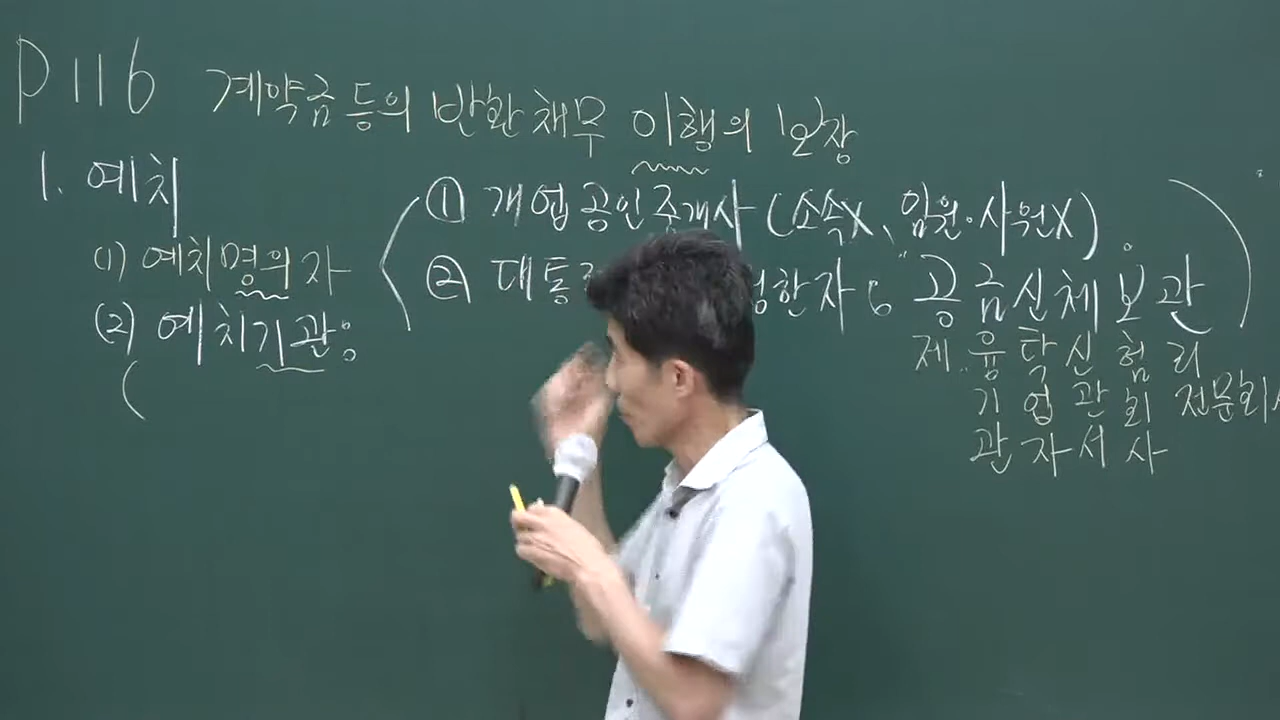 P 116 계약금 등의 반환채무 이행의 보장
1. 예치
(1) 예치명의자
① 개업공인중개사 (소속X, 임원·사원X).
② 대통 한자 6 " 공금신체보관
(2) 예치기관 :
(
제 융탁신험리
기업관회 전문회
관자서사